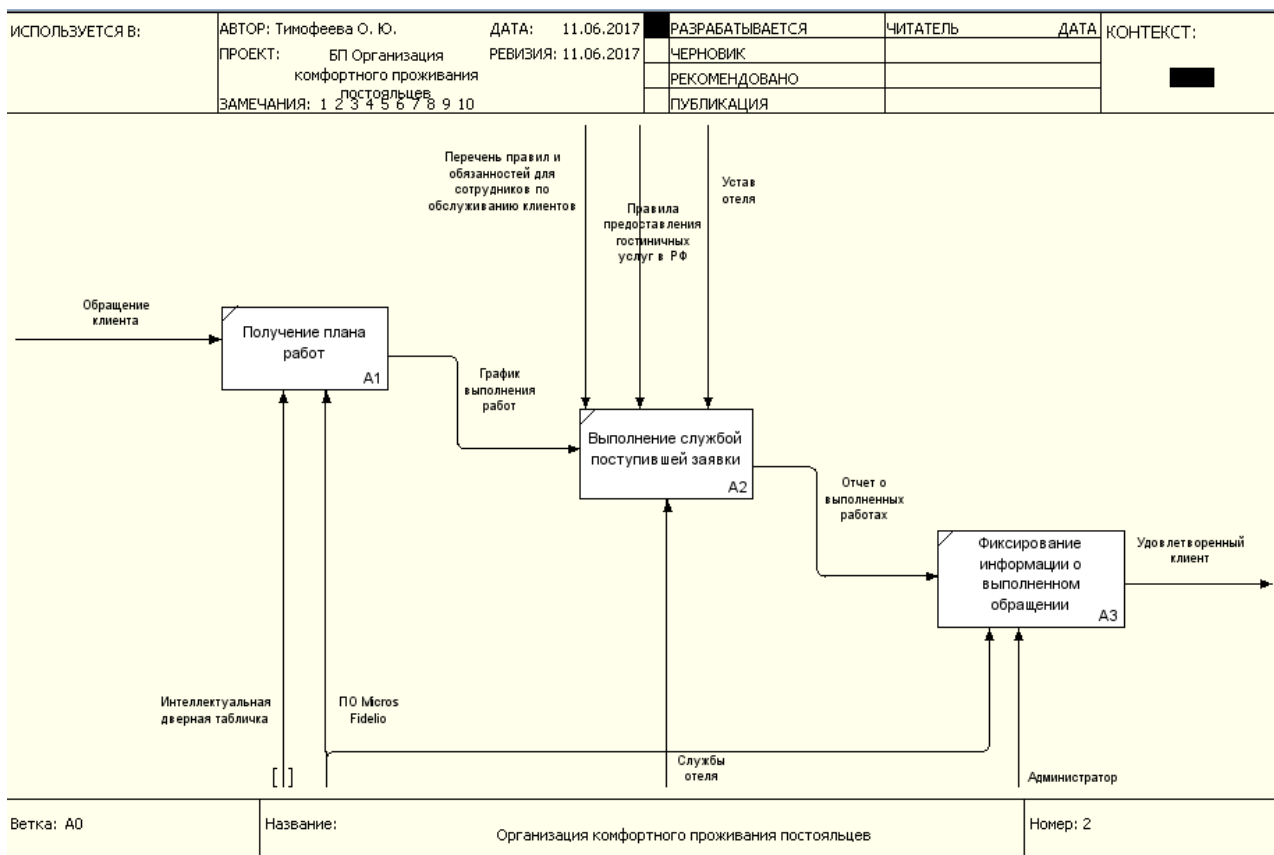 ИСПОЛЬЗУЕТСЯ В:
АВТОР: Тимофеева О. Ю.
ДАТА: 11.06.2017
РАЗРАБАТЫВАЕТСЯ
ЧИТАТЕЛЬ
ДАТА
КОНТЕКСТ:
ПРОЕКТ: БП Организация
комфортного проживания
постояльцев
РЕВИЗИЯ: 11.06.2017
ЧЕРНОВИК
РЕКОМЕНДОВАНО
ЗАМЕЧАНИЯ: 1 2 3 4 5 6 7 8 9 10
ПУБЛИКАЦИЯ
Перечень правил и
обязанностей для
сотрудников по
обслуживанию клиентов
Правила
предоставления
гостиничных
услуг в РФ
Устав
отеля
Обращение
клиента
Получение плана
работ
A1
График
выполнения
работ
Выполнение службой
поступившей заявки
A2
Отчет о
выполненных
работах
Фиксирование
информации о
выполненном
обращении
A3
Удовлетворенный
клиент
Интеллектуальная
дверная табличка
ПО Micros
Fidelio
Службы
отеля
Администратор
Ветка: A0
Название:
Организация комфортного проживания постояльцев
Номер: 2